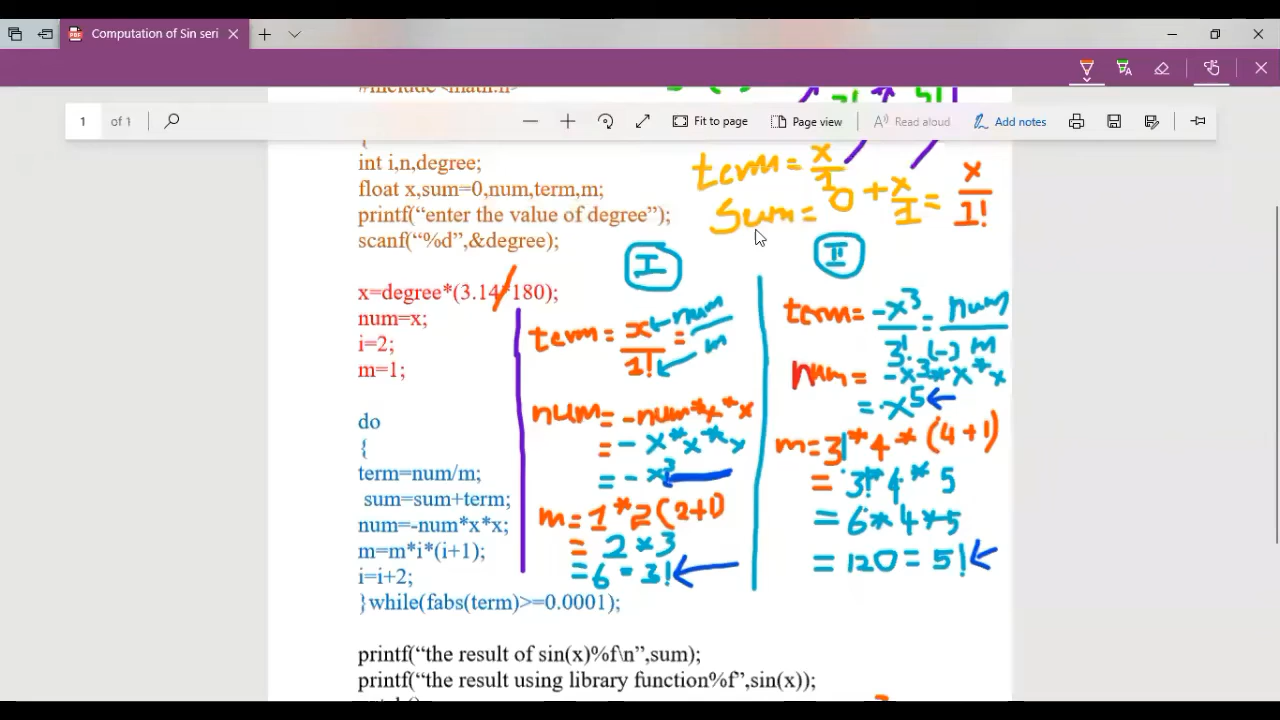 Computation of Sin seri
1 of 1
Fit to page
Page view
Read aloud
Add notes
#include <math.h>
{
int i,n,degree;
float x,sum=0,num,term,m;
printf(“enter the value of degree”);
scanf(“%d”,&degree);
x=degree*(3.14/180);
num=x;
i=2;
m=1;
do
{
term=num/m;
sum=sum+term;
num=-num*x*x;
m=m*i*(i+1);
i=i+2;
}while(fabs(term)>=0.0001);
printf(“the result of sin(x)%f\n”,sum);
printf(“the result using library function%f”,sin(x));
term = x/1
Sum = 0 + x/1 = x/1!
I
term = x/1! = num/m
num = -num*x*x
= - x*x*x
= - x³
m = 1*2(2+1)
= 2*3
= 6 = 3!
II
term = -x³/3! = num/m
(-)
num = -x³*x*x
= x⁵
m = 3!*4*(4+1)
= 3!*4*5
= 6*4*5
= 120 = 5!